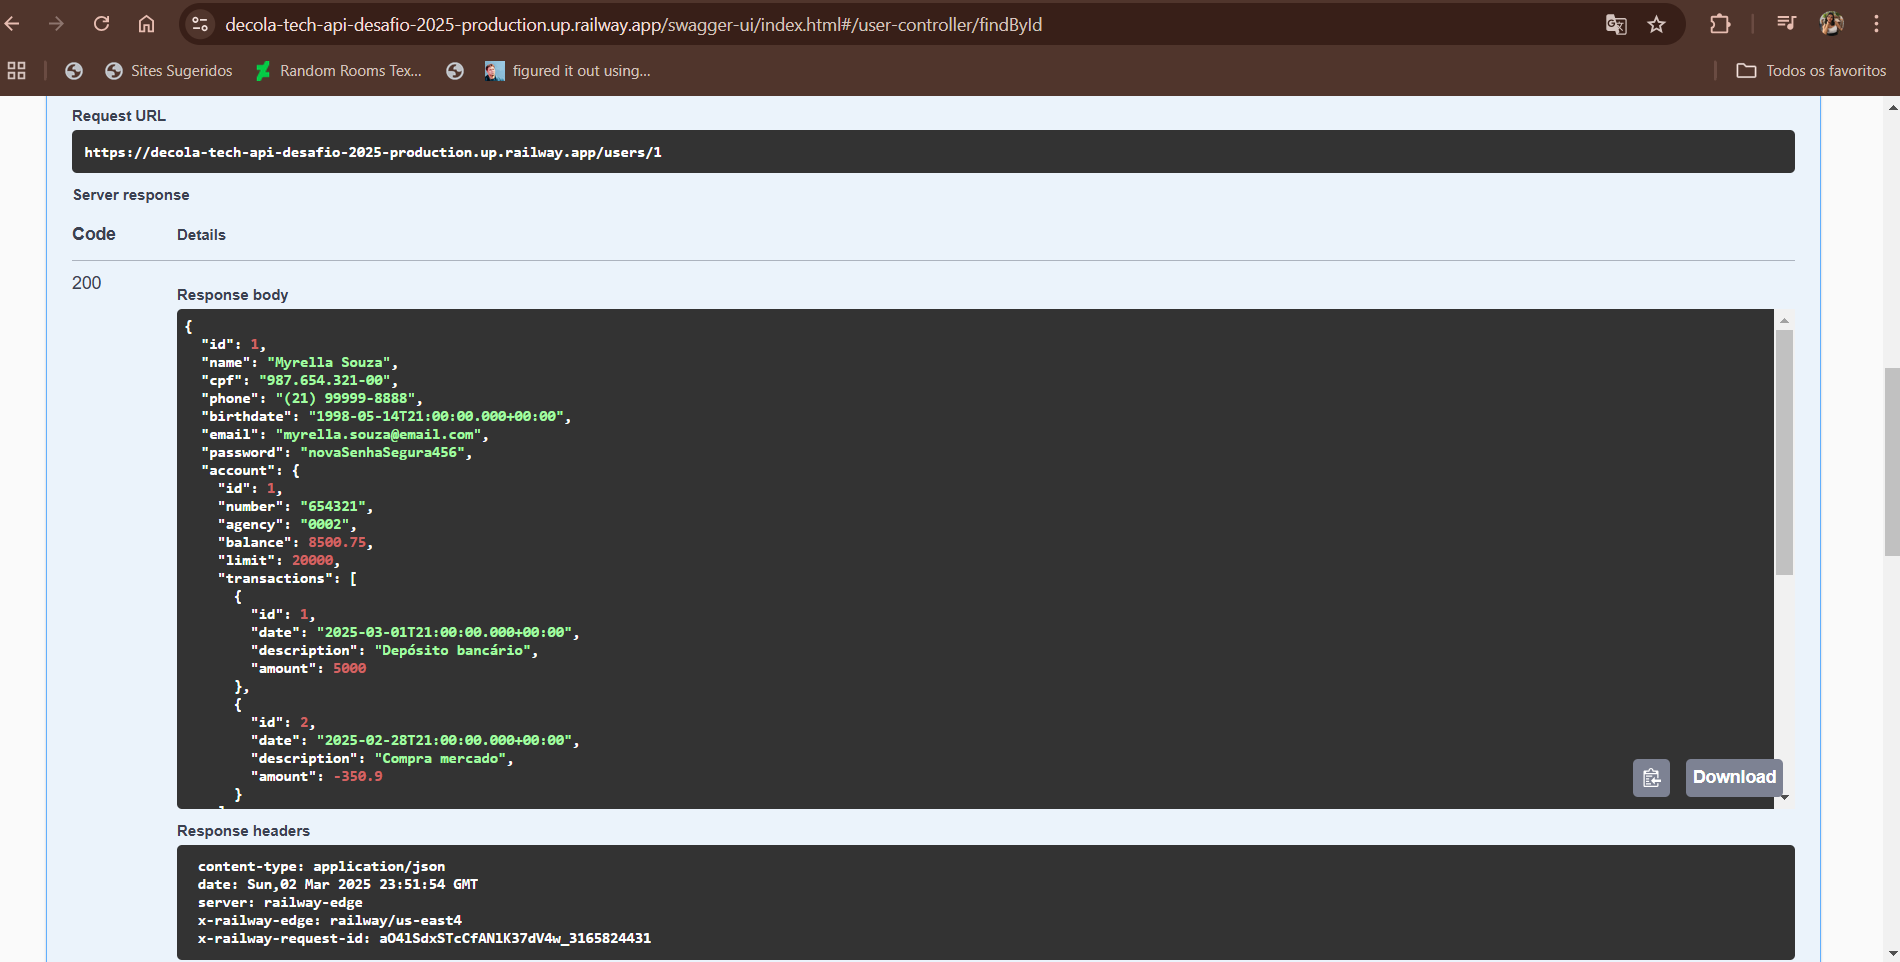 decola-tech-api-desafio-2025-production.up.railway.app/swagger-ui/index.html#/user-controller/findById
Sites Sugeridos
Random Rooms Tex...
figured it out using...
Todos os favoritos
Request URL
https://decola-tech-api-desafio-2025-production.up.railway.app/users/1
Server response
Code Details
200
Response body
{
"id": 1,
"name": "Myrella Souza",
"cpf": "987.654.321-00",
"phone": "(21) 99999-8888",
"birthdate": "1998-05-14T21:00:00.000+00:00",
"email": "myrella.souza@email.com",
"password": "novaSenhaSegura456",
"account": {
"id": 1,
"number": "654321",
"agency": "0002",
"balance": 8500.75,
"limit": 20000,
"transactions": [
{
"id": 1,
"date": "2025-03-01T21:00:00.000+00:00",
"description": "Depósito bancário",
"amount": 5000
},
{
"id": 2,
"date": "2025-02-28T21:00:00.000+00:00",
"description": "Compra mercado",
"amount": -350.9
}
Download
Response headers
content-type: application/json
date: Sun,02 Mar 2025 23:51:54 GMT
server: railway-edge
x-railway-edge: railway/us-east4
x-railway-request-id: aO4lSdxSTcCfANlK37dV4w_3165824431